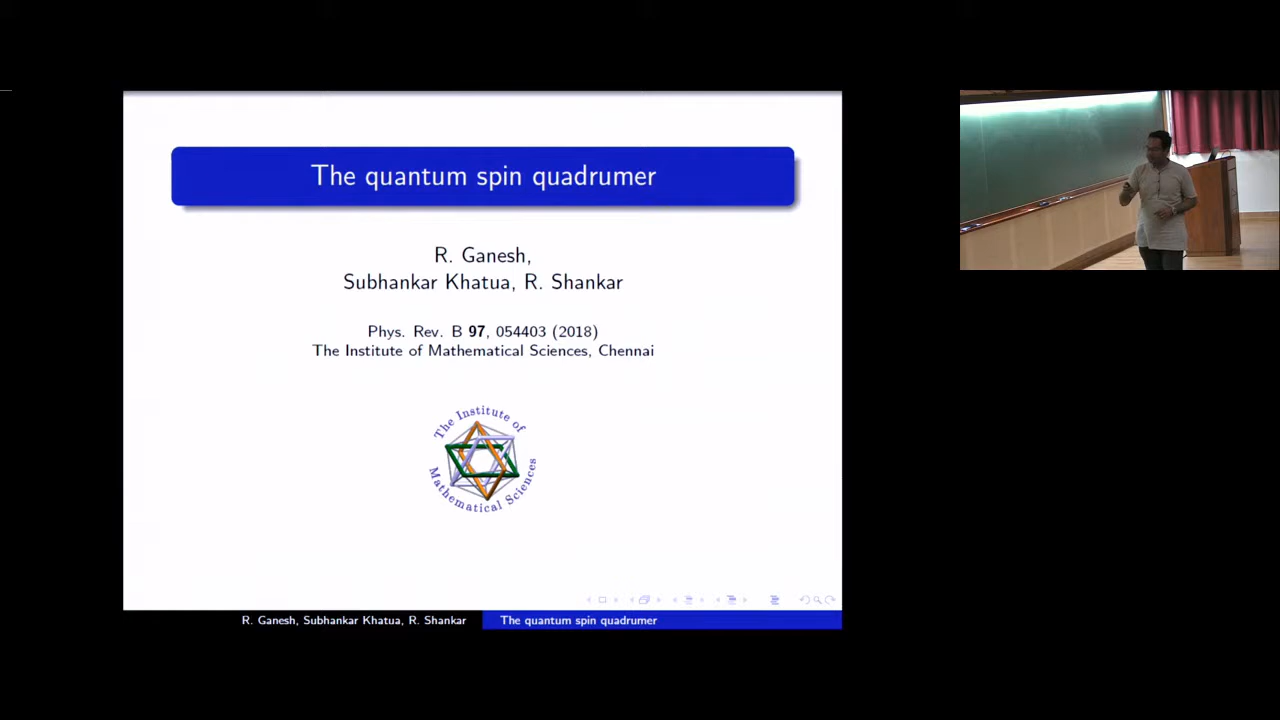 The quantum spin quadrumer
R. Ganesh,
Subhankar Khatua, R. Shankar
Phys. Rev. B 97, 054403 (2018)
The Institute of Mathematical Sciences, Chennai
The Institute of
Mathematical Sciences
R. Ganesh, Subhankar Khatua, R. Shankar
The quantum spin quadrumer